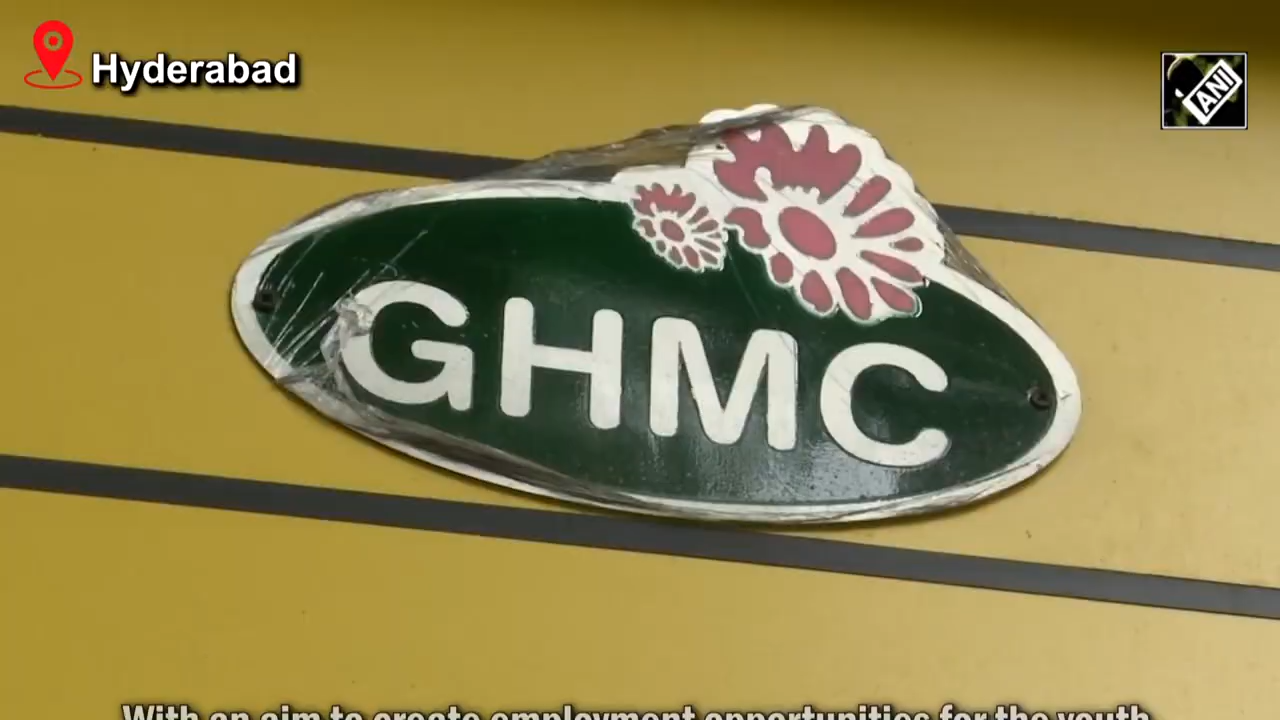 Hyderabad
ANI
GHMC
With an aim to create employment opportunities for the youth